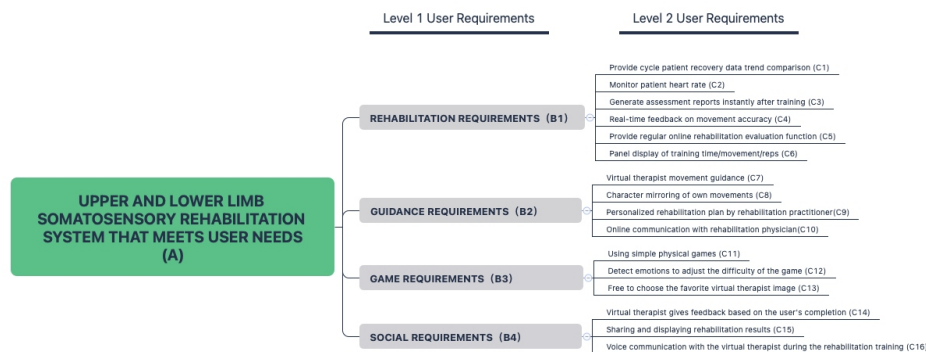 Level 1 User Requirements
Level 2 User Requirements
UPPER AND LOWER LIMB
SOMATOSENSORY REHABILITATION
SYSTEM THAT MEETS USER NEEDS
(A)
REHABILITATION REQUIREMENTS（B1）
Provide cycle patient recovery data trend comparison (C1)
Monitor patient heart rate (C2)
Generate assessment reports instantly after training (C3)
Real-time feedback on movement accuracy (C4)
Provide regular online rehabilitation evaluation function (C5)
Panel display of training time/movement/reps (C6)
GUIDANCE REQUIREMENTS（B2）
Virtual therapist movement guidance (C7)
Character mirroring of own movements (C8)
Personalized rehabilitation plan by rehabilitation practitioner(C9)
Online communication with rehabilitation physician(C10)
GAME REQUIREMENTS（B3）
Using simple physical games (C11)
Detect emotions to adjust the difficulty of the game (C12)
Free to choose the favorite virtual therapist image (C13)
SOCIAL REQUIREMENTS（B4）
Virtual therapist gives feedback based on the user's completion (C14)
Sharing and displaying rehabilitation results (C15)
Voice communication with the virtual therapist during the rehabilitation training (C16)